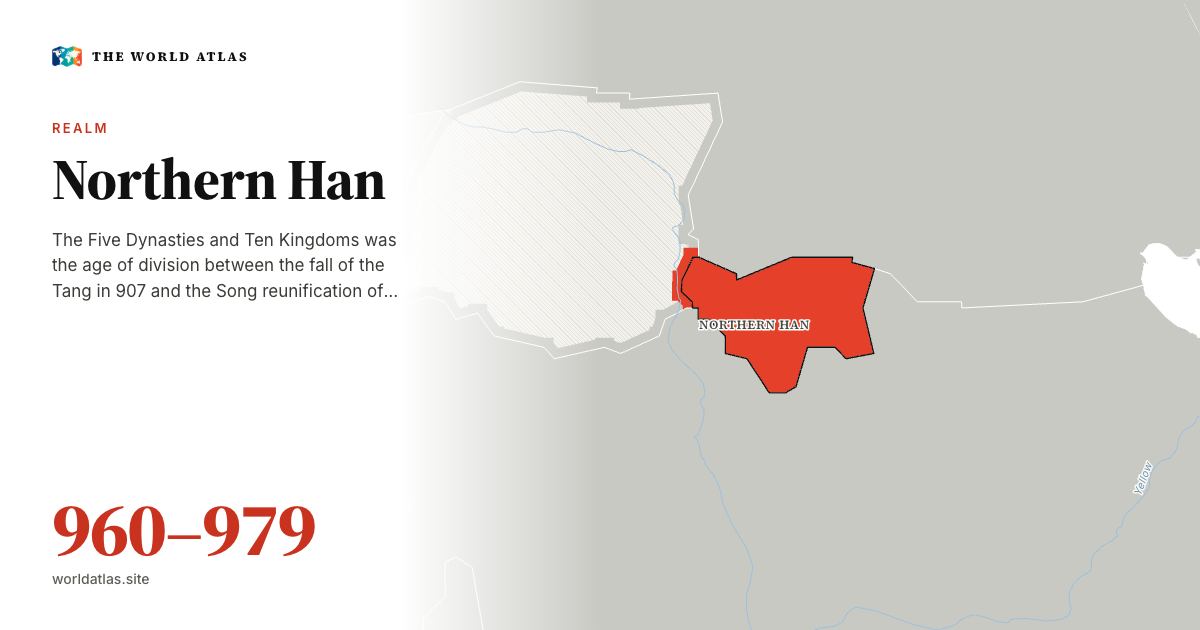 THE WORLD ATLAS
REALM
Northern Han
The Five Dynasties and Ten Kingdoms was
the age of division between the fall of the
Tang in 907 and the Song reunification of...
960–979
worldatlas.site
NORTHERN HAN
Yellow